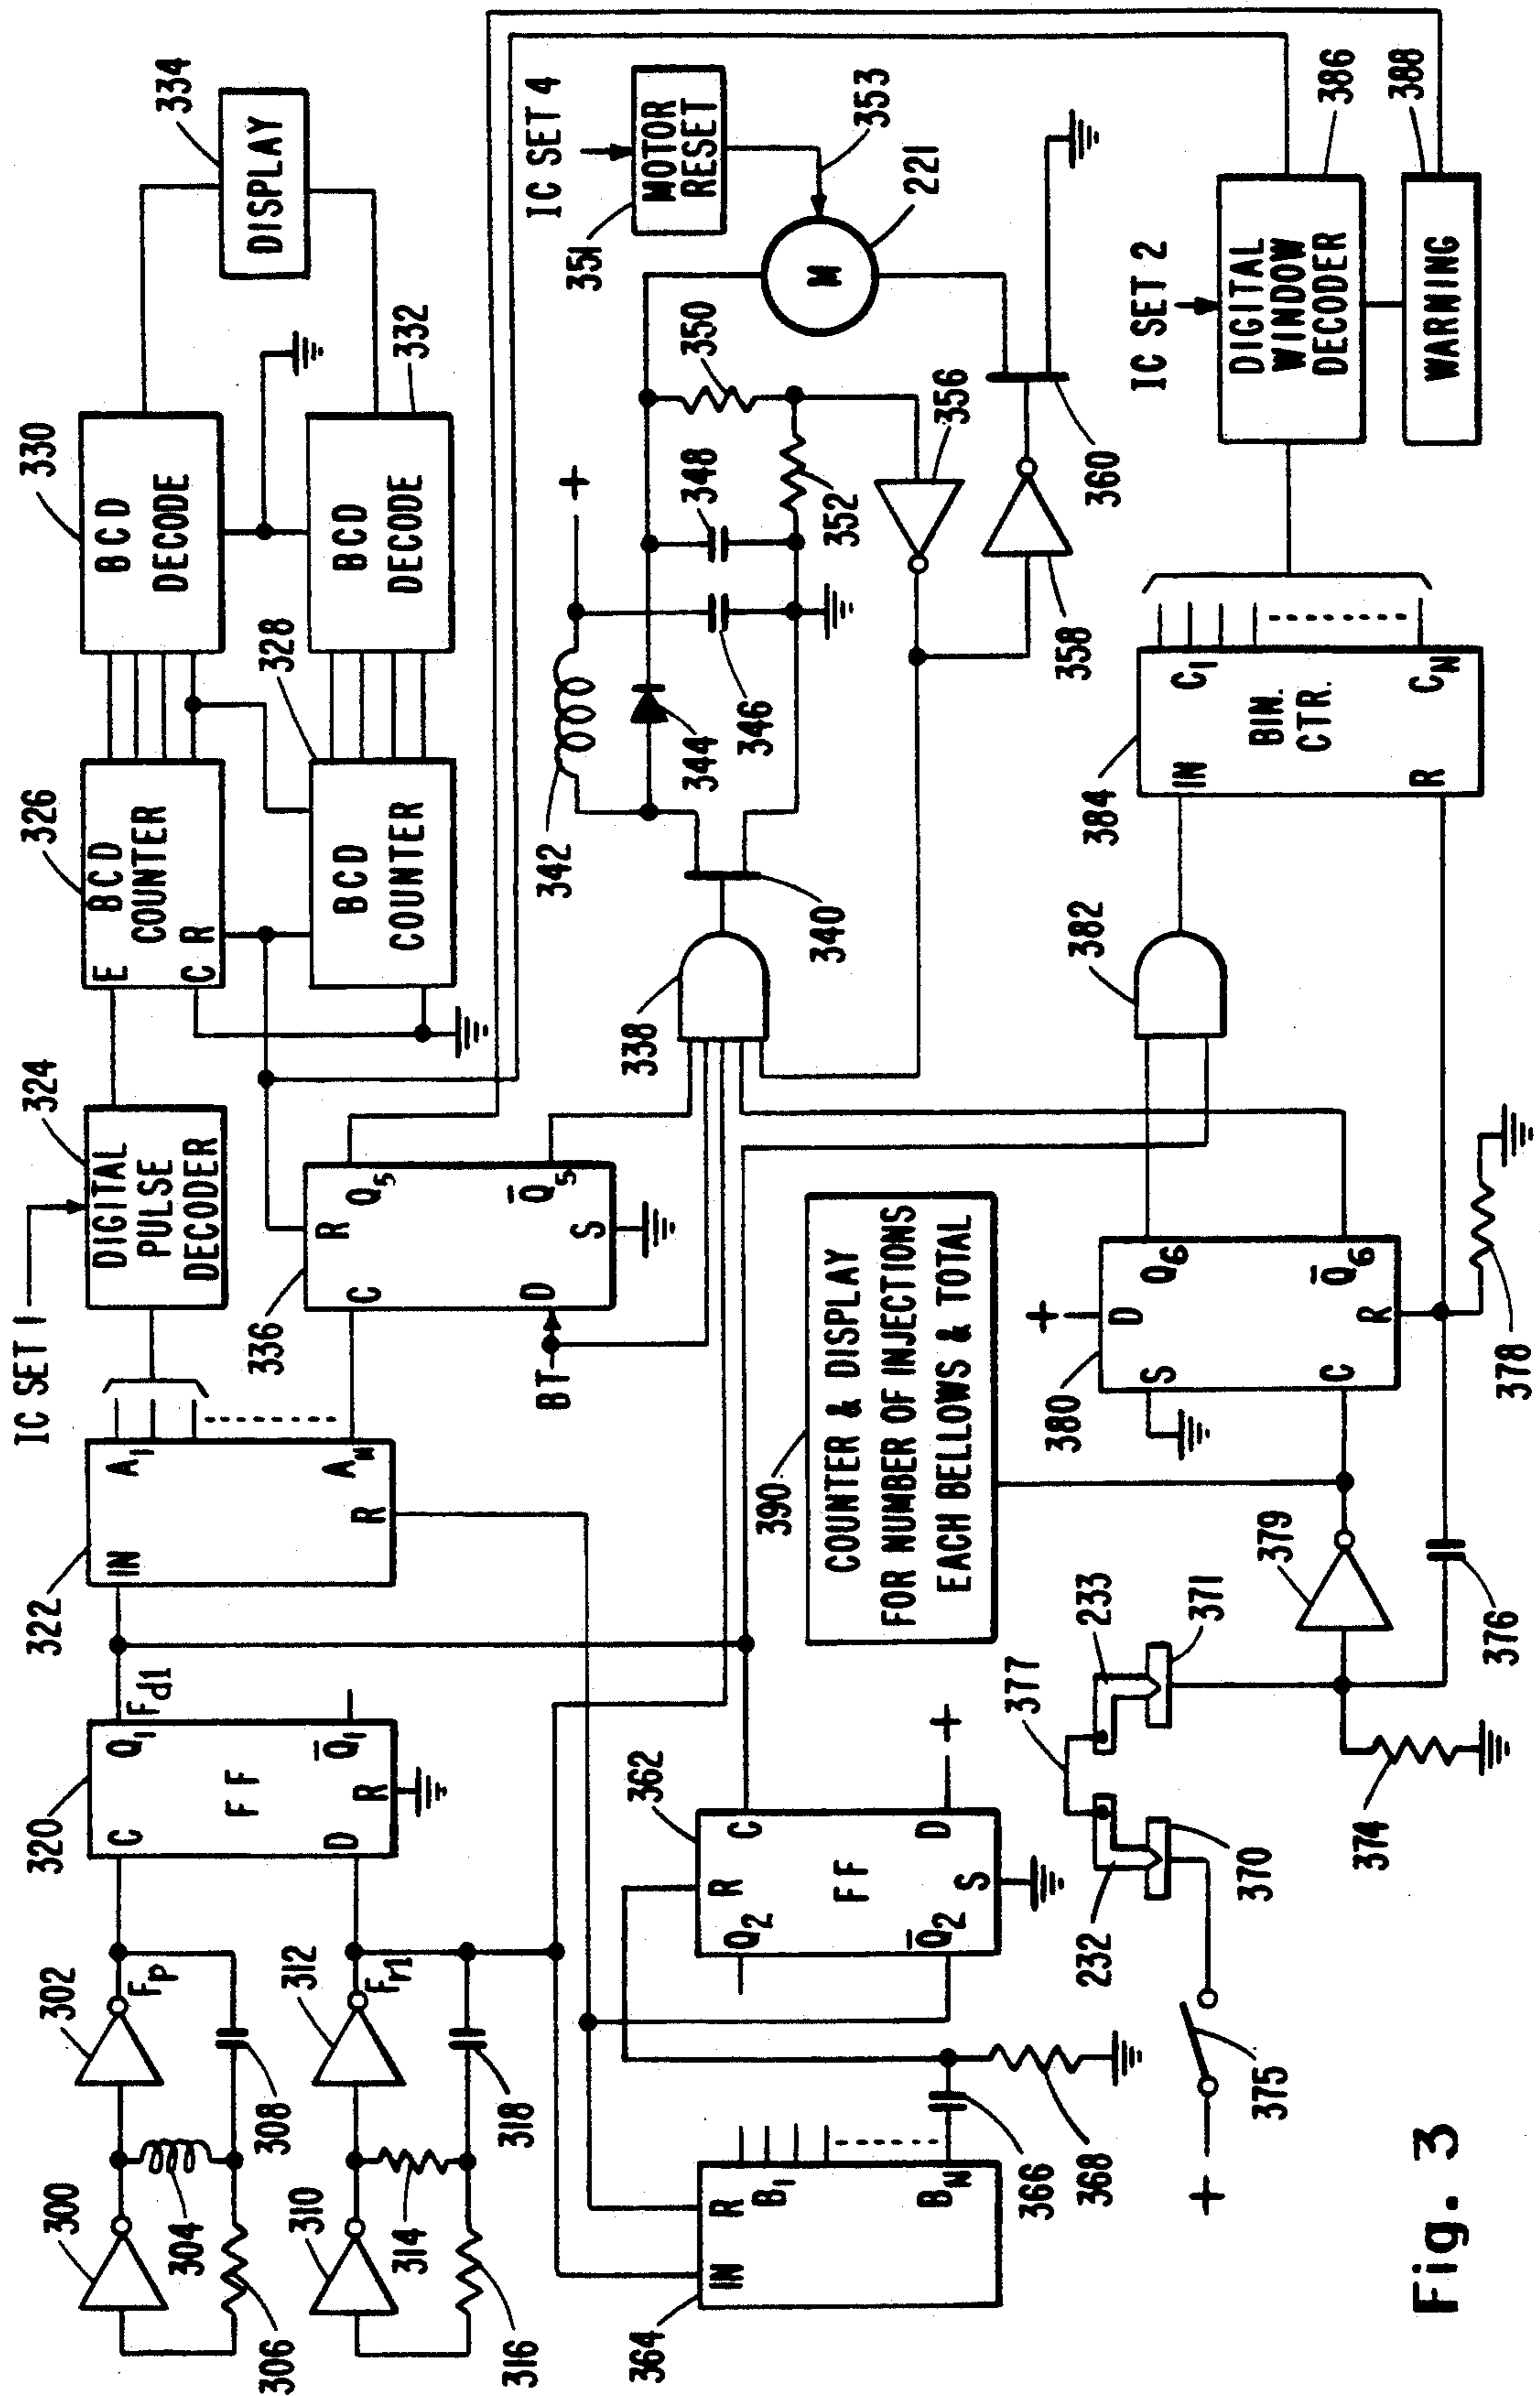 IC SET 1
300
302
304
306
308
Fp
310
312
314
316
318
Fr1
320
C
Q1
FF
D
Q̄1
R
Fd1
322
IN
A1
AN
R
324
DIGITAL
PULSE
DECODER
326
E
BCD
COUNTER
C
R
328
BCD
COUNTER
330
BCD
DECODE
332
BCD
DECODE
334
DISPLAY
336
R
Q5
C
D
Q̄5
S
BT
338
340
342
+
344
346
348
350
352
IC SET 4
351
MOTOR
RESET
353
M
221
356
358
360
362
Q2
R
C
FF
Q̄2
S
D
+
364
R
IN
B1
BN
366
368
390
COUNTER & DISPLAY
FOR NUMBER OF INJECTIONS
EACH BELLOWS & TOTAL
+
375
232
370
377
233
371
374
376
379
378
380
+
S
D
Q6
C
R
Q̄6
382
384
IN
C1
BIN.
CTR.
R
CN
IC SET 2
DIGITAL
WINDOW
DECODER
386
WARNING
388
Fig. 3